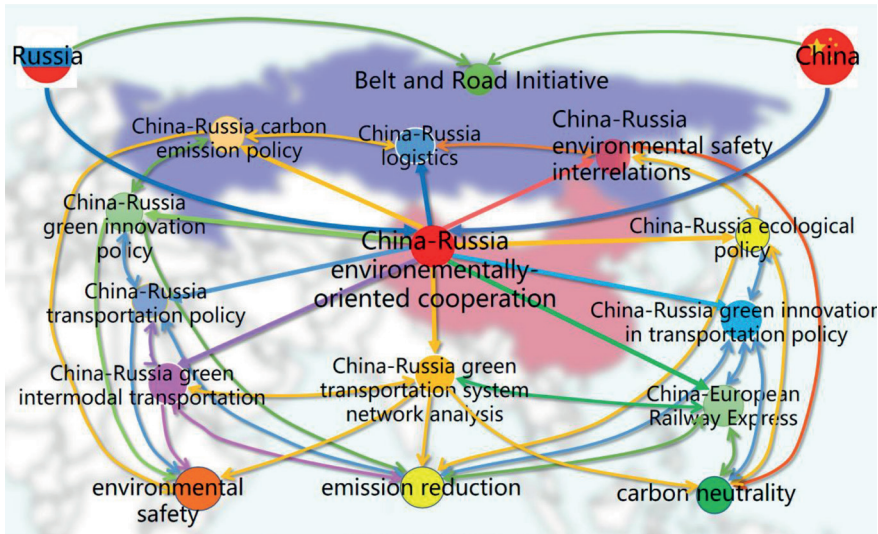 Russia
China
Belt and Road Initiative
China-Russia carbon
emission policy
China-Russia
logistics
China-Russia
environmental safety
interrelations
China-Russia
green innovation
policy
China-Russia
environementally-
oriented cooperation
China-Russia ecological
policy
China-Russia
transportation policy
China-Russia green innovation
in transportation policy
China-Russia green
intermodal transportation
China-Russia green
transportation system
network analysis
China-European
Railway Express
environmental
safety
emission reduction
carbon neutrality